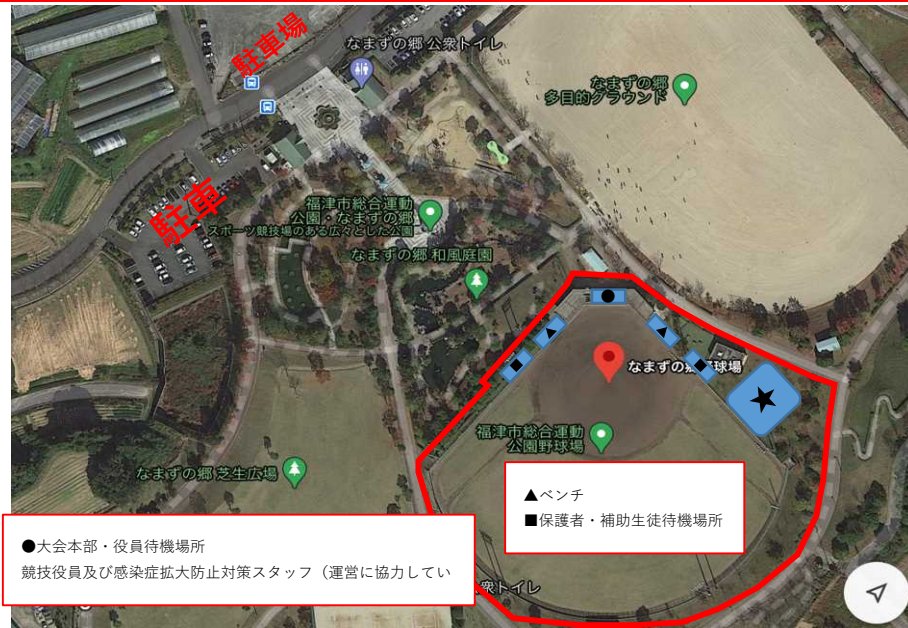 駐車場
なまずの郷 公衆トイレ
なまずの郷
多目的グラウンド
駐車
福津市総合運動
公園・なまずの郷
スポーツ競技場のある広々とした公園
なまずの郷 和風庭園
なまずの郷 球場
福津市総合運動
公園野球場
なまずの郷 芝生広場
▲ベンチ
■保護者・補助生徒待機場所
●大会本部・役員待機場所
競技役員及び感染症拡大防止対策スタッフ（運営に協力してい
衆トイレ